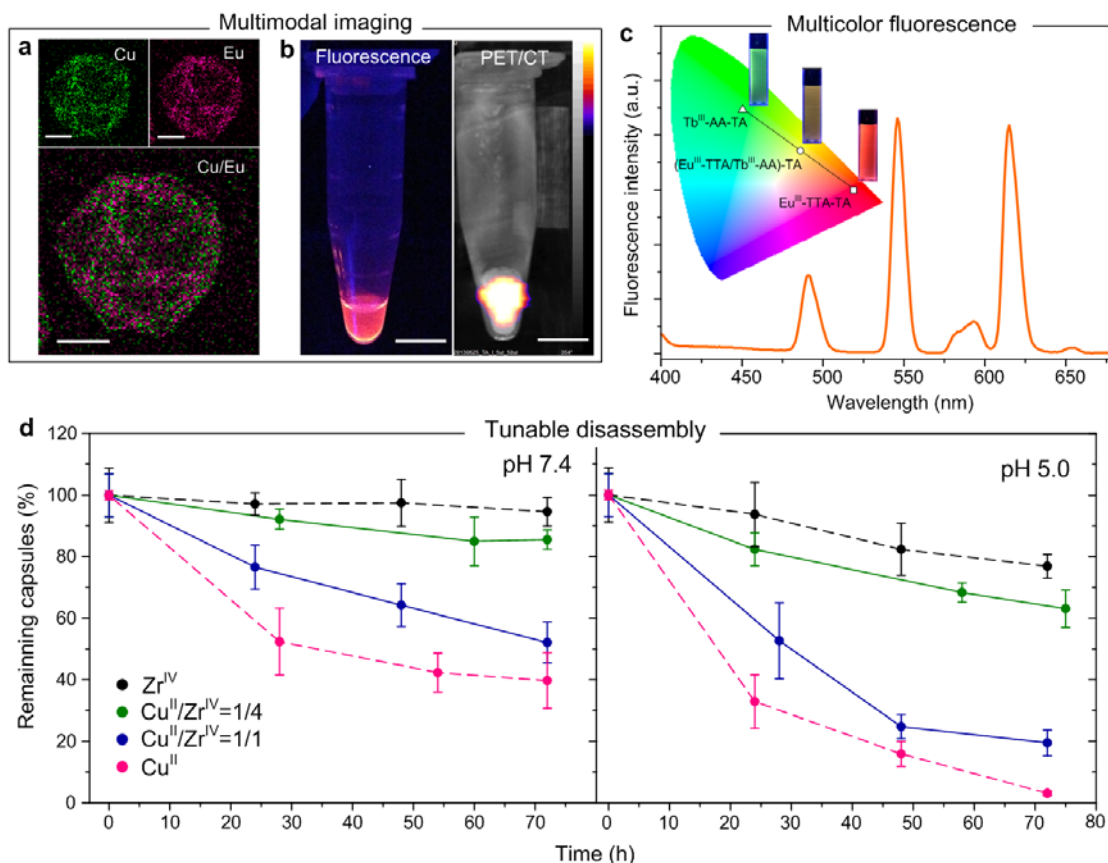 Multimodal imaging
a
Cu
Eu
Cu/Eu
b
Fluorescence
PET/CT
Multicolor fluorescence
c
Fluorescence intensity (a.u.)
Tb^III-AA-TA
(Eu^III-TTA/Tb^III-AA)-TA
Eu^III-TTA-TA
400 450 500 550 600 650
Wavelength (nm)
d
Tunable disassembly
Remainning capsules (%)
120
100
80
60
40
20
0
pH 7.4
Zr^IV
Cu^II/Zr^IV=1/4
Cu^II/Zr^IV=1/1
Cu^II
0 10 20 30 40 50 60 70
pH 5.0
0 10 20 30 40 50 60 70 80
Time (h)